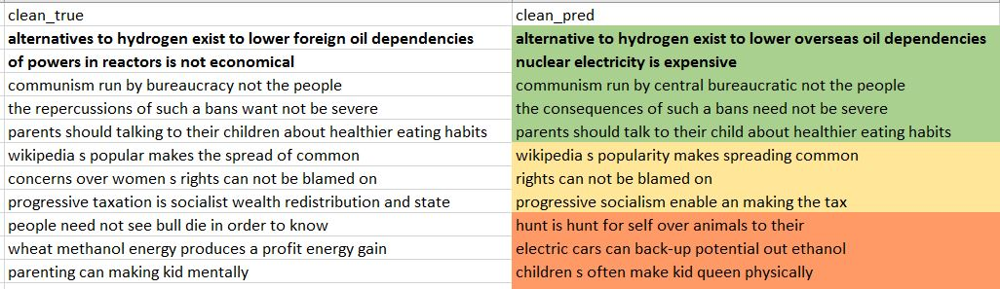 clean_true clean_pred
alternatives to hydrogen exist to lower foreign oil dependencies alternative to hydrogen exist to lower overseas oil dependencies
of powers in reactors is not economical nuclear electricity is expensive
communism run by bureaucracy not the people communism run by central bureaucratic not the people
the repercussions of such a bans want not be severe the consequences of such a bans need not be severe
parents should talking to their children about healthier eating habits parents should talk to their child about healthier eating habits
wikipedia s popular makes the spread of common wikipedia s popularity makes spreading common
concerns over women s rights can not be blamed on rights can not be blamed on
progressive taxation is socialist wealth redistribution and state progressive socialism enable an making the tax
people need not see bull die in order to know hunt is hunt for self over animals to their
wheat methanol energy produces a profit energy gain electric cars can back-up potential out ethanol
parenting can making kid mentally children s often make kid queen physically